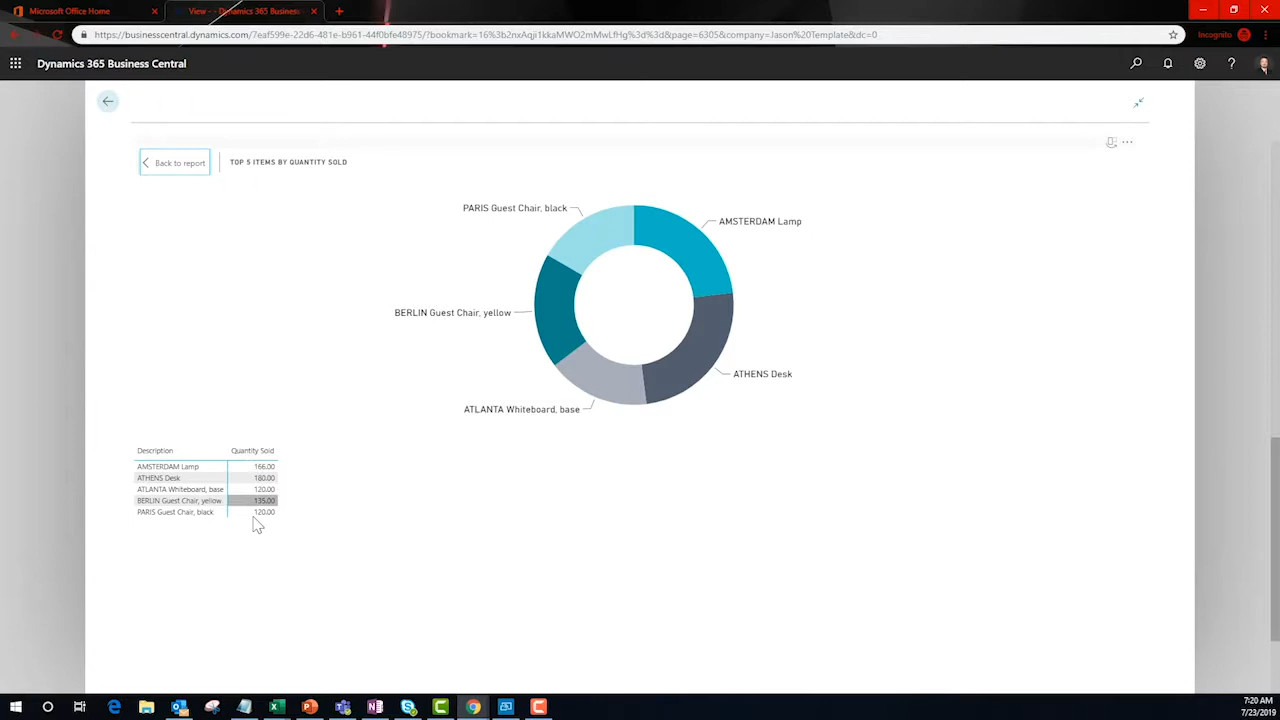 Microsoft Office Home
View - - Dynamics 365 Business
https://businesscentral.dynamics.com/7eaf599e-22d6-481e-b961-44f0bfe48975/?bookmark=16%3b2nxAqji1kkaMWO2mMwLfHg%3d%3d&page=6305&company=Jason%20Template&dc=0
Incognito
Dynamics 365 Business Central
Back to report
TOP 5 ITEMS BY QUANTITY SOLD
PARIS Guest Chair, black
AMSTERDAM Lamp
BERLIN Guest Chair, yellow
ATHENS Desk
ATLANTA Whiteboard, base
Description Quantity Sold
AMSTERDAM Lamp 166.00
ATHENS Desk 180.00
ATLANTA Whiteboard, base 120.00
BERLIN Guest Chair, yellow 135.00
PARIS Guest Chair, black 120.00
7:20 AM
7/23/2019